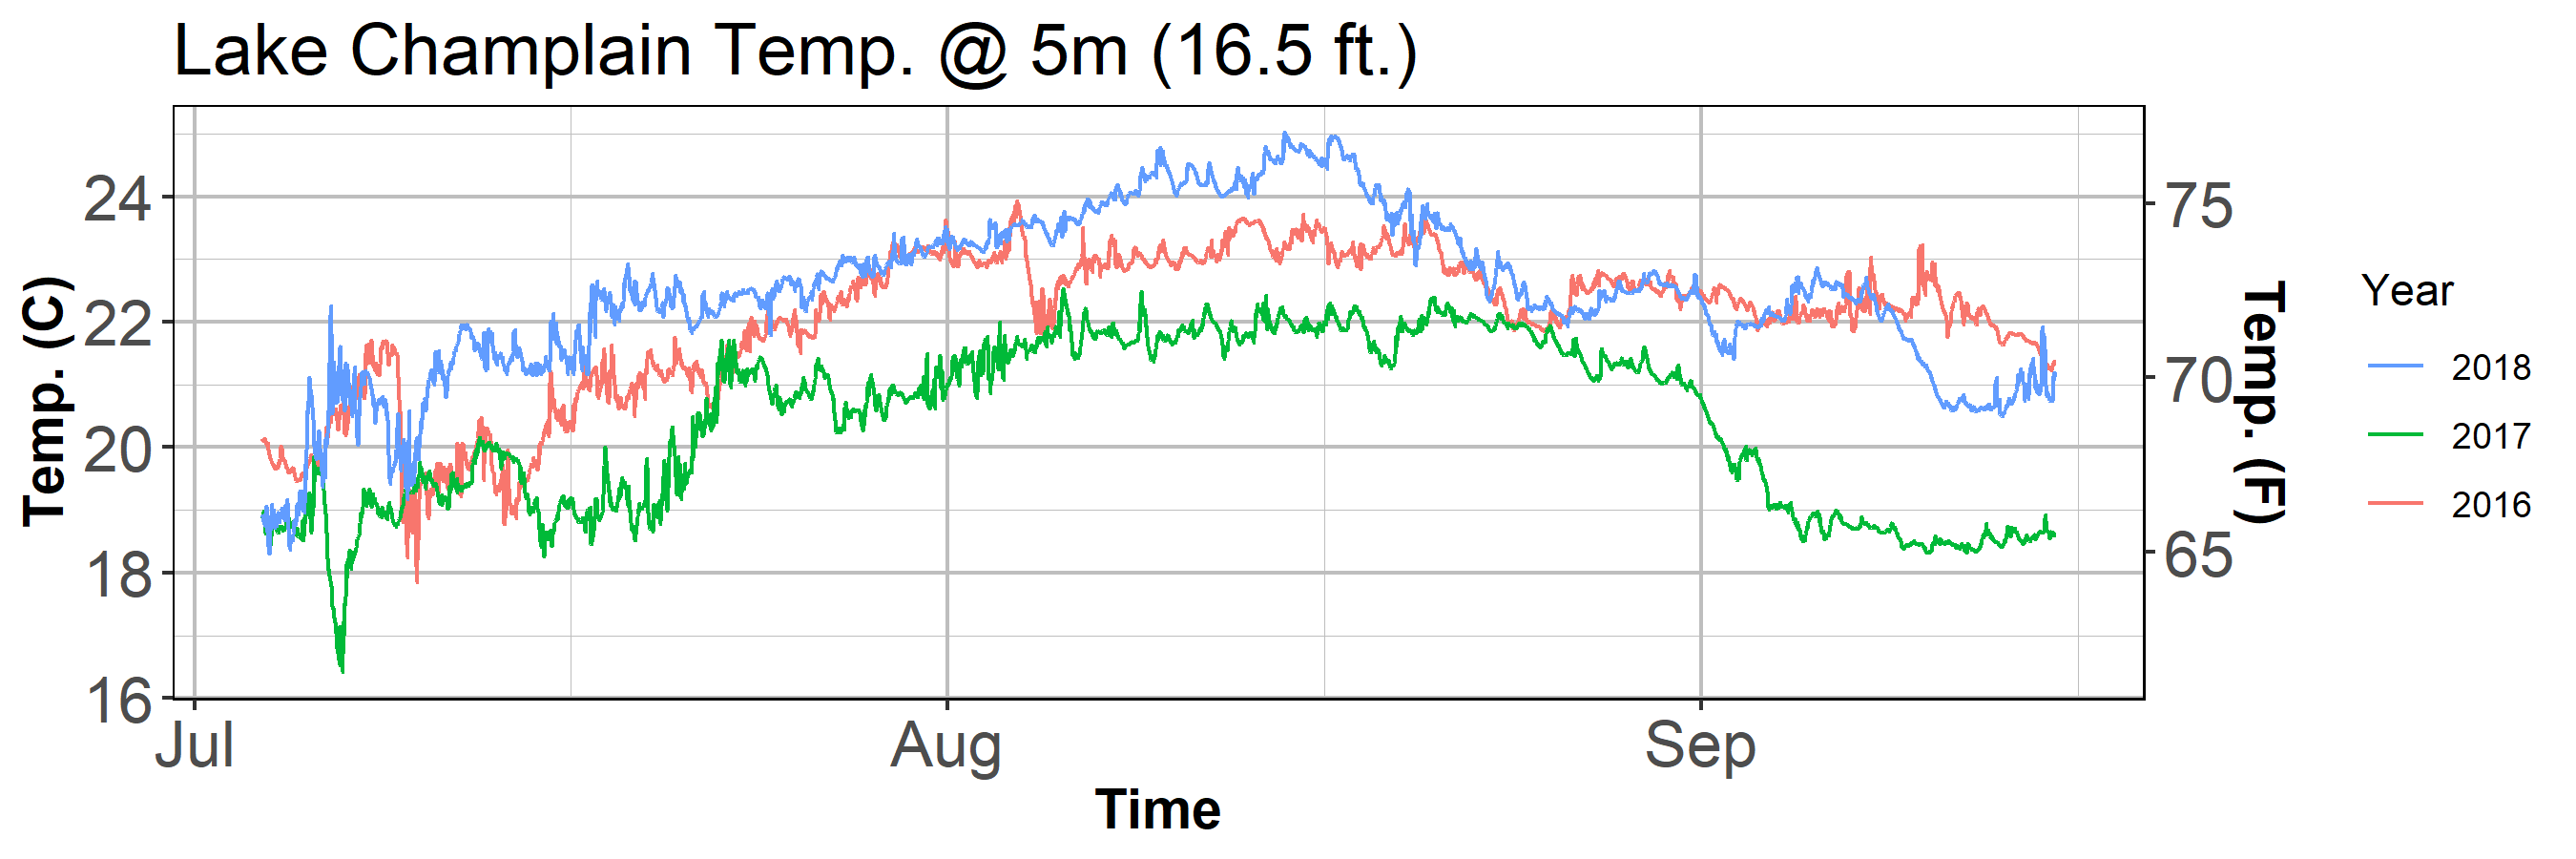 Lake Champlain Temp. @ 5m (16.5 ft.)
Temp. (C)
24
22
20
18
16
Jul
Aug
Sep
Time
75
70
65
Temp. (F)
Year
2018
2017
2016